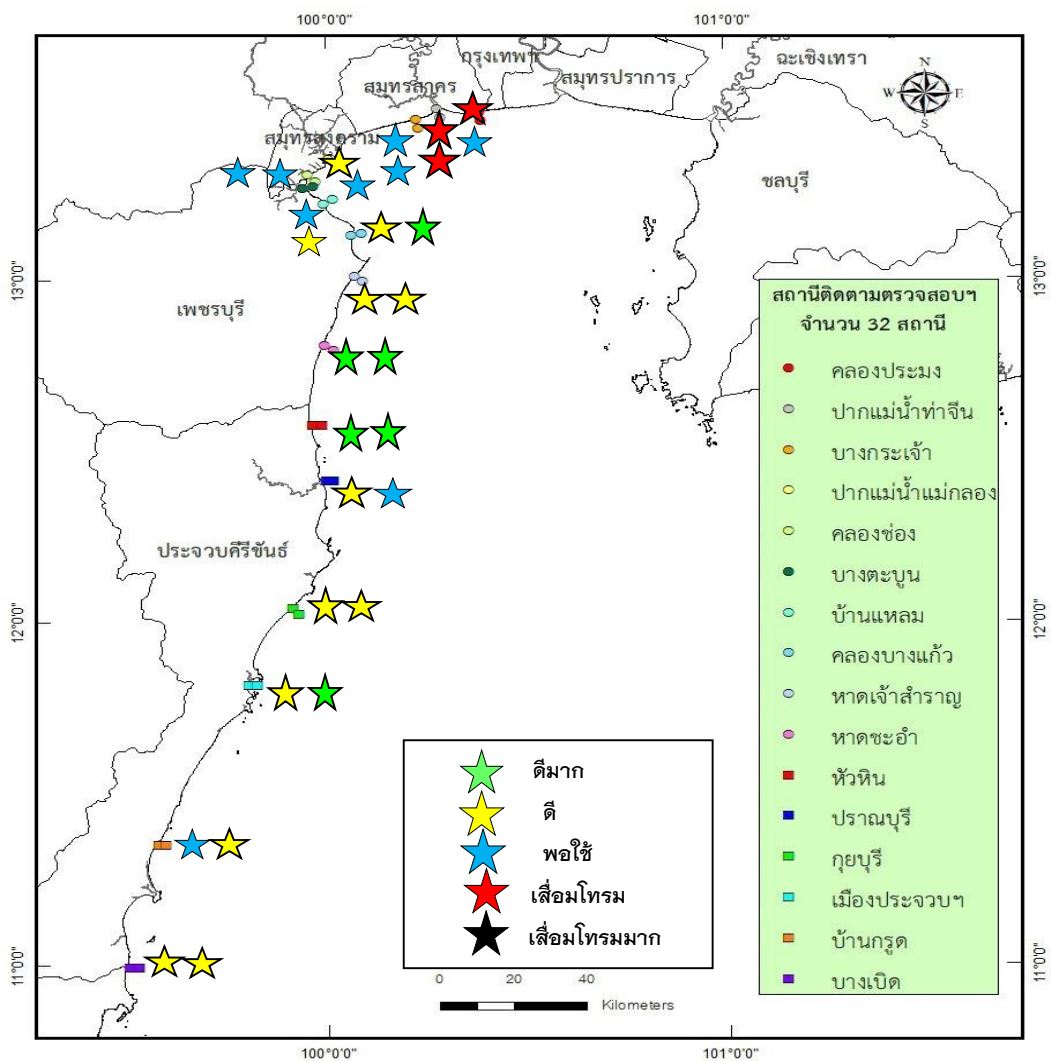 100°0'0" 101°0'0"
กรุงเทพฯ ฉะเชิงเทรา
สมุทรสาคร สมุทรปราการ
N
W E
S
สมุทรสงคราม
ชลบุรี
13°0'0" 13°0'0"
เพชรบุรี
สถานีติดตามตรวจสอบฯ
จำนวน 32 สถานี
คลองประมง
ปากแม่น้ำท่าจีน
บางกระเจ้า
ปากแม่น้ำแม่กลอง
คลองช่อง
บางตะบูน
บ้านแหลม
คลองบางแก้ว
หาดเจ้าสำราญ
หาดชะอำ
หัวหิน
ปราณบุรี
กุยบุรี
เมืองประจวบฯ
บ้านกรูด
บางเบิด
ประจวบคีรีขันธ์
12°0'0" 12°0'0"
ดีมาก
ดี
พอใช้
เสื่อมโทรม
เสื่อมโทรมมาก
11°0'0" 11°0'0"
0 20 40
Kilometers
100°0'0" 101°0'0"